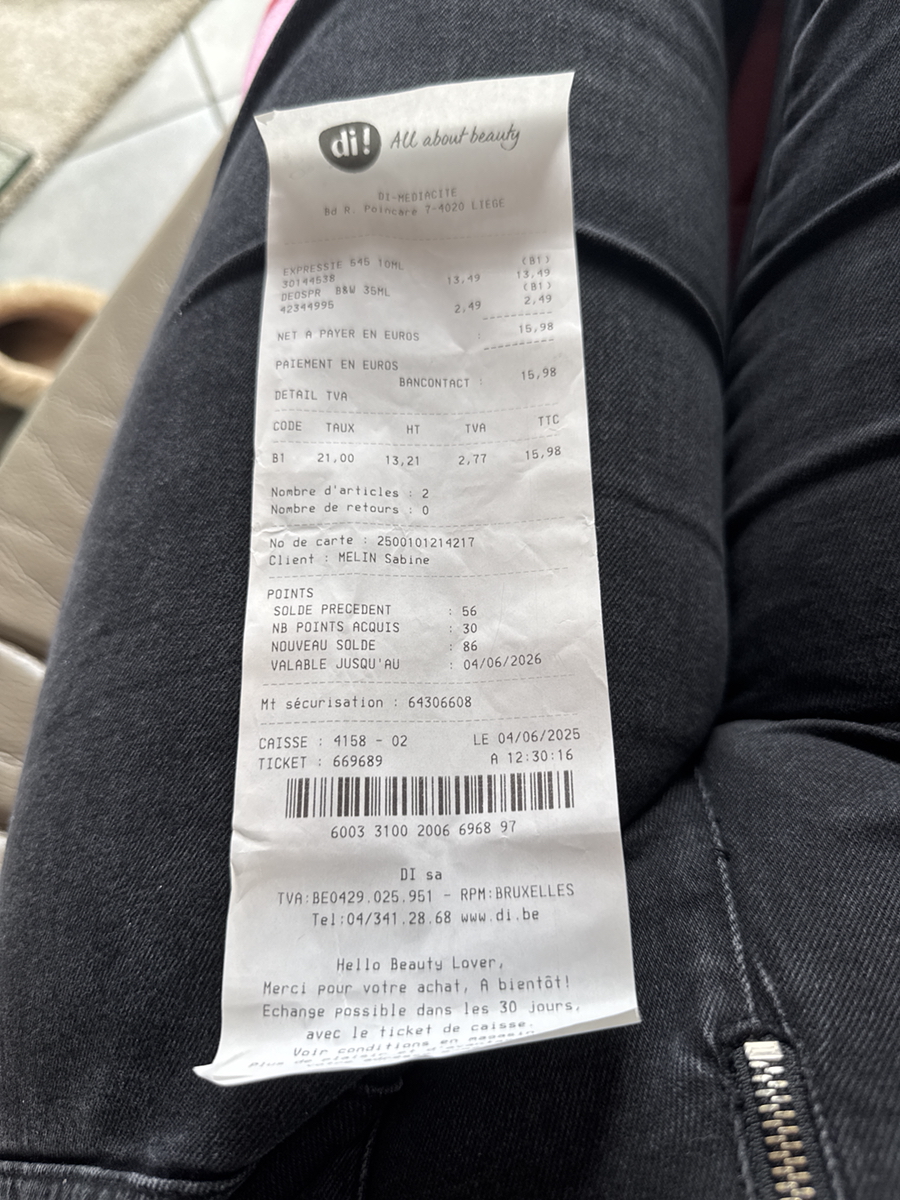 di! All about beauty
DI-MEDIACITE
Bd R. Poincare 7-4020 LIEGE
EXPRESSTE 545 10ML (B1)
30144538 13,49 13,49
DEOSPR B&W 35ML (B1)
42344995 2,49 2,49
NET A PAYER EN EUROS : 15,98
PAIEMENT EN EUROS
BANCONTACT : 15,98
DETAIL TVA
CODE TAUX HT TVA TTC
B1 21,00 13,21 2,77 15,98
Nombre d'articles : 2
Nombre de retours : 0
No de carte : 2500101214217
Client : MELIN Sabine
POINTS
SOLDE PRECEDENT : 56
NB POINTS ACQUIS : 30
NOUVEAU SOLDE : 86
VALABLE JUSQU'AU : 04/06/2026
Mt sécurisation : 64306608
CAISSE : 4158 - 02 LE 04/06/2025
TICKET : 669689 A 12:30:16
6003 3100 2006 6968 97
DI sa
TVA:BE0429.025.951 - RPM:BRUXELLES
Tel:04/341.28.68 www.di.be
Hello Beauty Lover,
Merci pour votre achat, A bientôt!
Echange possible dans les 30 jours,
avec le ticket de caisse.
Voir conditions en magasin
Plus de plaisir et